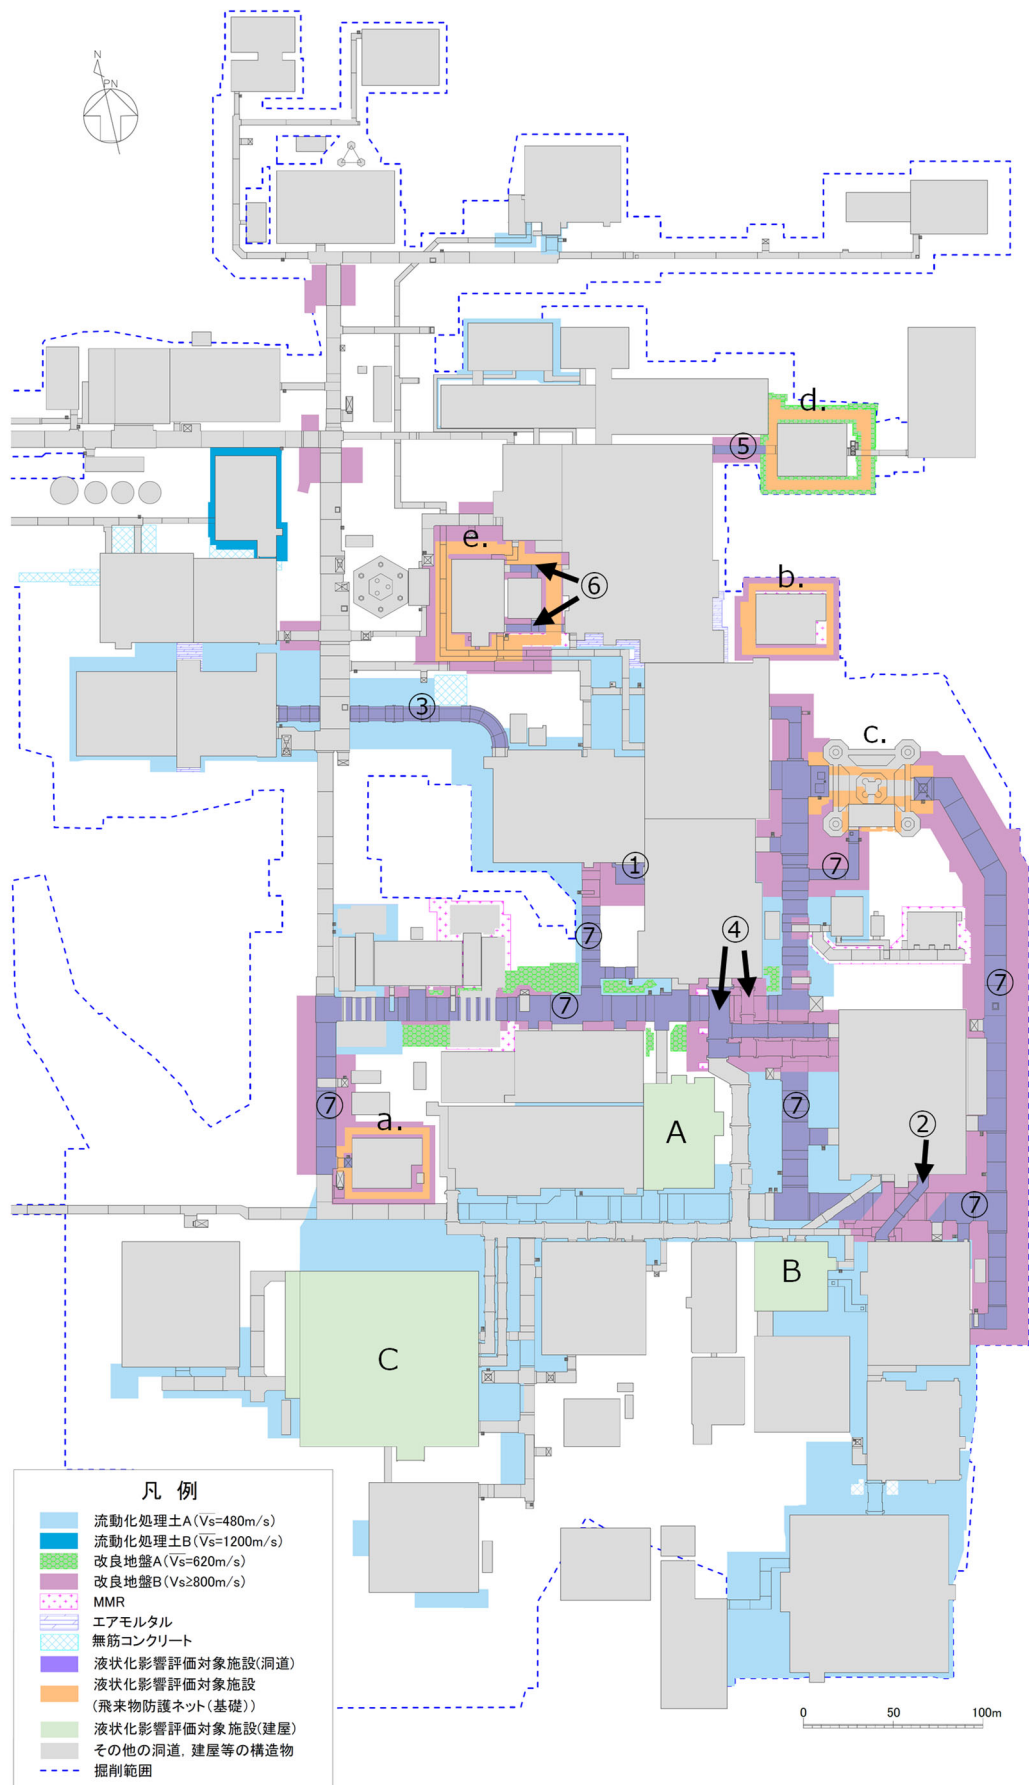 N
PN
d.
⑤
e.
⑥
b.
③
c.
①
⑦
④
⑦
⑦
⑦
⑦
⑦
a.
A
②
⑦
B
C
凡 例
流動化処理土A(Vs=480m/s)
流動化処理土B(Vs=1200m/s)
改良地盤A(Vs=620m/s)
改良地盤B(Vs≥800m/s)
MMR
エアモルタル
無筋コンクリート
液状化影響評価対象施設(洞道)
液状化影響評価対象施設
(飛来物防護ネット(基礎))
液状化影響評価対象施設(建屋)
その他の洞道, 建屋等の構造物
掘削範囲
0 50 100m